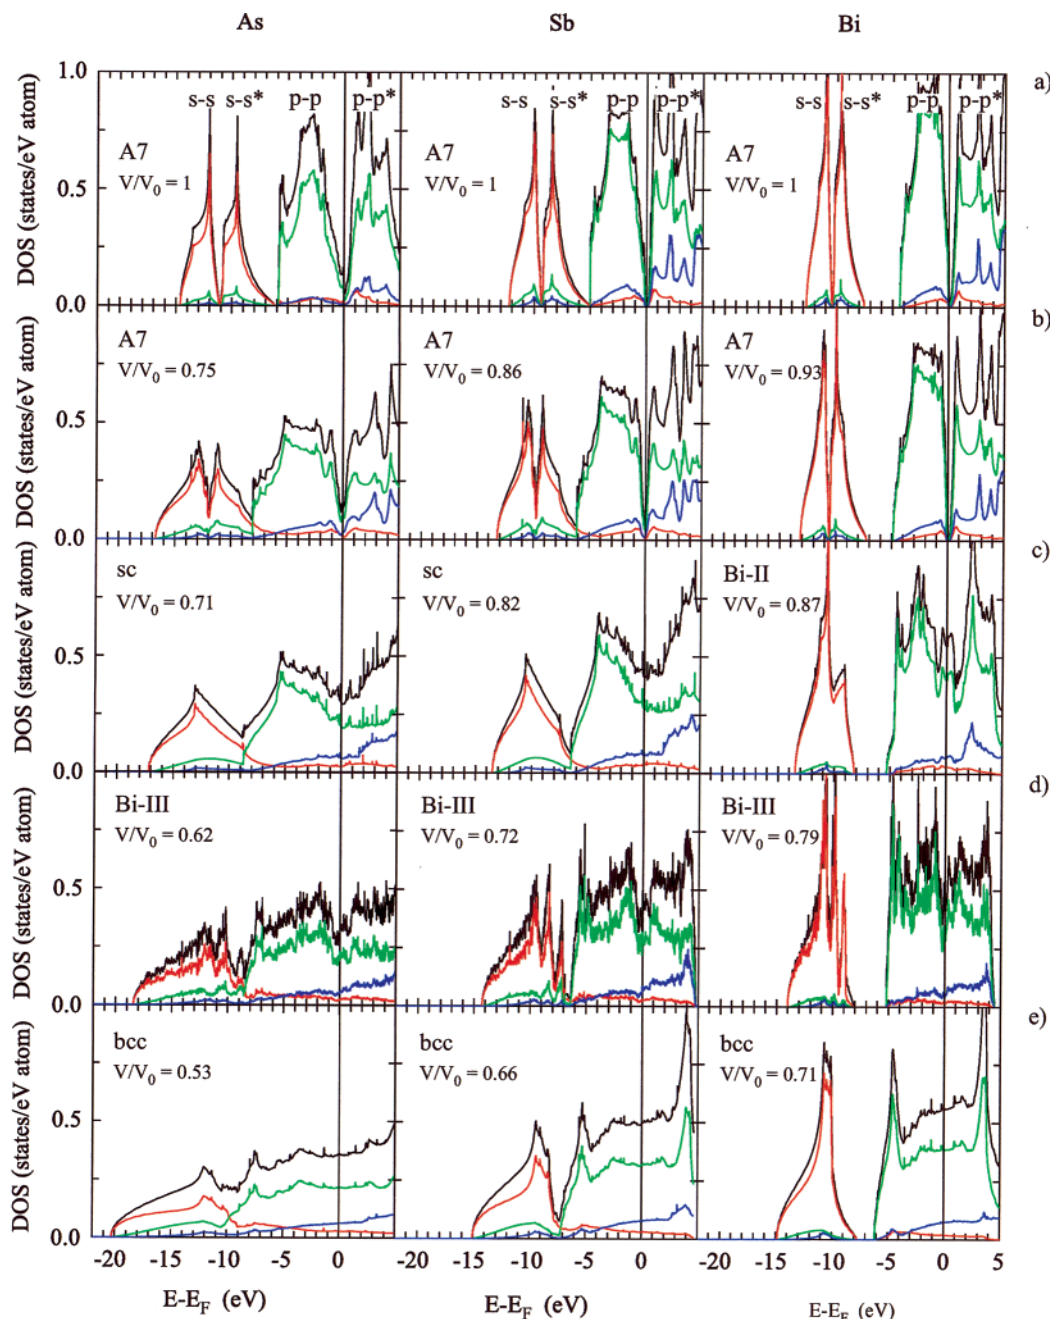 As Sb Bi
a)
1.0
s-s s-s* p-p p-p* s-s s-s* p-p p-p* s-s s-s* p-p p-p*
A7 A7 A7
V/V0 = 1 V/V0 = 1 V/V0 = 1
0.5
DOS (states/eV atom)
0.0
b)
A7 A7 A7
V/V0 = 0.75 V/V0 = 0.86 V/V0 = 0.93
0.5
DOS (states/eV atom)
0.0
c)
sc sc Bi-II
V/V0 = 0.71 V/V0 = 0.82 V/V0 = 0.87
0.5
DOS (states/eV atom)
0.0
d)
Bi-III Bi-III Bi-III
V/V0 = 0.62 V/V0 = 0.72 V/V0 = 0.79
0.5
DOS (states/eV atom)
0.0
e)
bcc bcc bcc
V/V0 = 0.53 V/V0 = 0.66 V/V0 = 0.71
0.5
DOS (states/eV atom)
0.0
-20 -15 -10 -5 0 -20 -15 -10 -5 0 -20 -15 -10 -5 0 5
E-EF (eV) E-EF (eV) E-EF (eV)